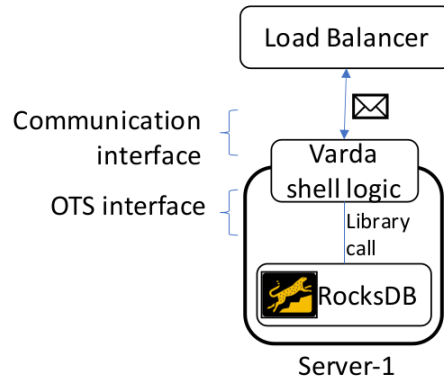 Load Balancer
Communication
interface
Varda
shell logic
OTS interface
Library
call
RocksDB
Server-1